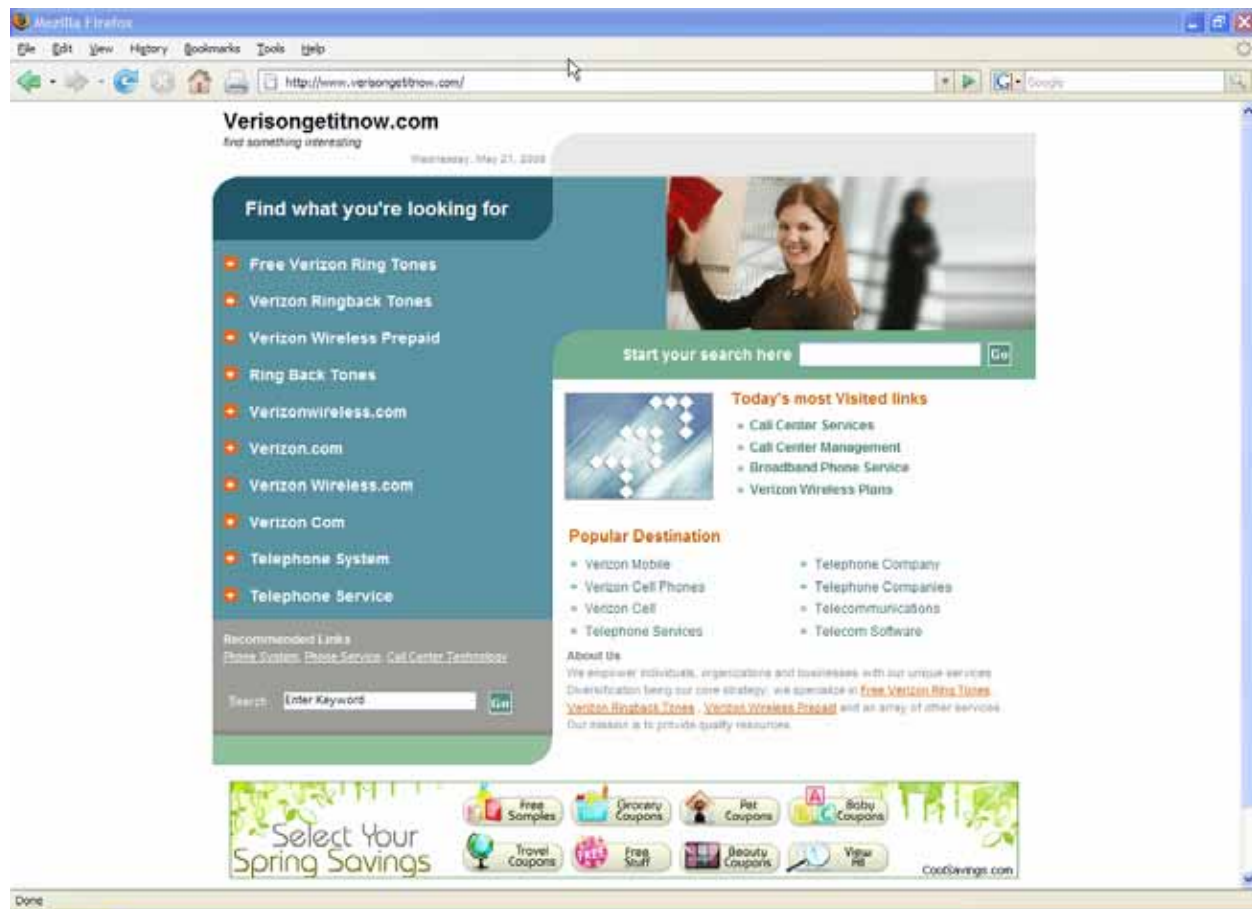 Mozilla Firefox
File Edit View History Bookmarks Tools Help
http://www.verisongetitnow.com/
Google
Verisongetitnow.com
find something interesting
Wednesday, May 21, 2008
Find what you're looking for
Free Verizon Ring Tones
Verizon Ringback Tones
Verizon Wireless Prepaid
Ring Back Tones
Verizonwireless.com
Verizon.com
Verizon Wireless.com
Verizon Com
Telephone System
Telephone Service
Recommended Links
Phone System, Phone Service, Call Center Technology
Search Enter Keyword Go
Start your search here Go
Today's most Visited links
Call Center Services
Call Center Management
Broadband Phone Service
Verizon Wireless Plans
Popular Destination
Verizon Mobile
Verizon Cell Phones
Verizon Cell
Telephone Services
Telephone Company
Telephone Companies
Telecommunications
Telecom Software
About Us
We empower individuals, organizations and businesses with our unique services.
Diversification being our core strategy, we specialize in Free Verizon Ring Tones ,
Verizon Ringback Tones , Verizon Wireless Prepaid and an array of other services.
Our mission is to provide quality resources.
Select Your
Spring Savings
Free Samples
Grocery Coupons
Pet Coupons
Baby Coupons
Travel Coupons
Free Stuff
Beauty Coupons
View All
CoolSavings.com
Done